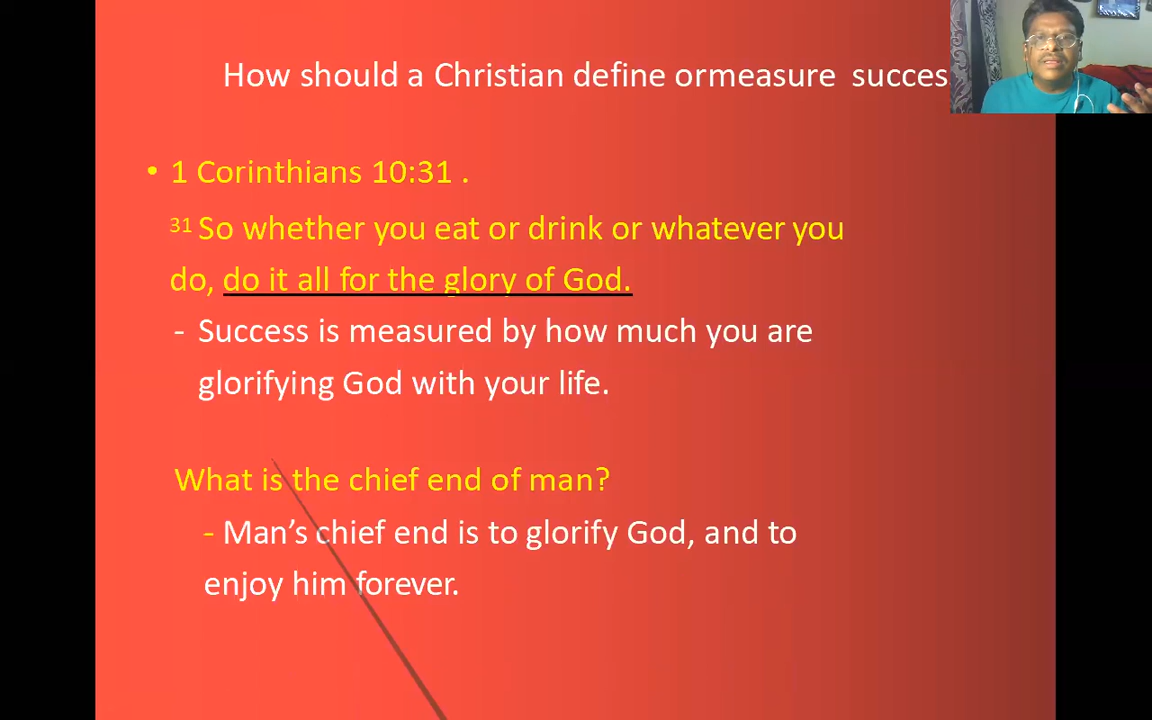 How should a Christian define ormeasure succes
• 1 Corinthians 10:31 .
31 So whether you eat or drink or whatever you
do, do it all for the glory of God.
- Success is measured by how much you are
glorifying God with your life.
What is the chief end of man?
- Man’s chief end is to glorify God, and to
enjoy him forever.